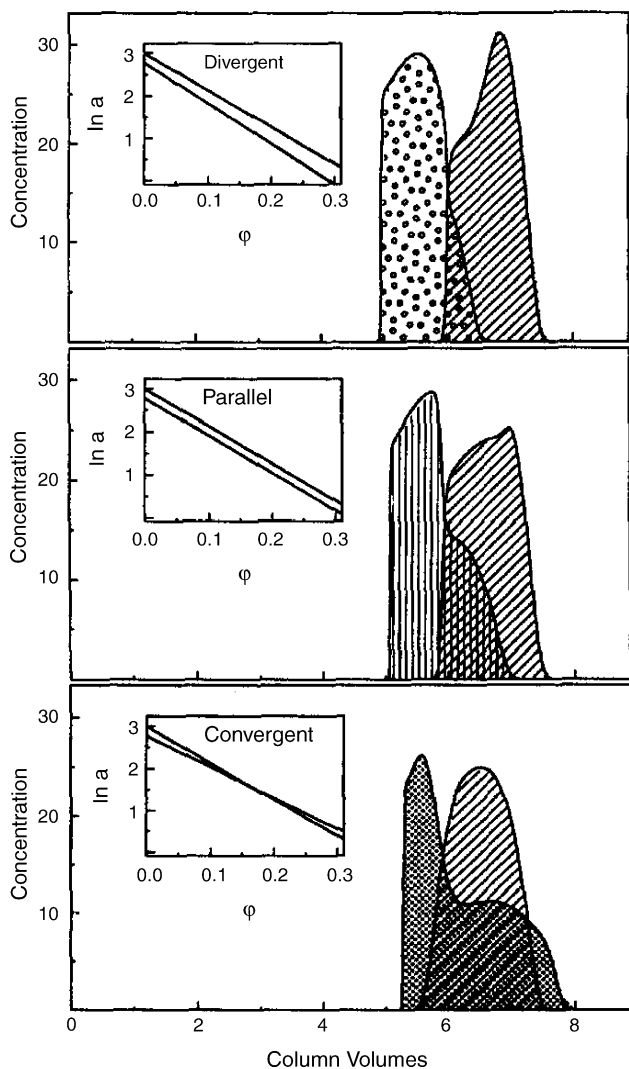 30
20
10
Concentration
3
2
1
ln a
Divergent
0.0 0.1 0.2 0.3
φ
30
20
10
Concentration
3
2
1
ln a
Parallel
0.0 0.1 0.2 0.3
φ
30
20
10
Concentration
3
2
1
ln a
Convergent
0.0 0.1 0.2 0.3
φ
0 2 4 6 8
Column Volumes